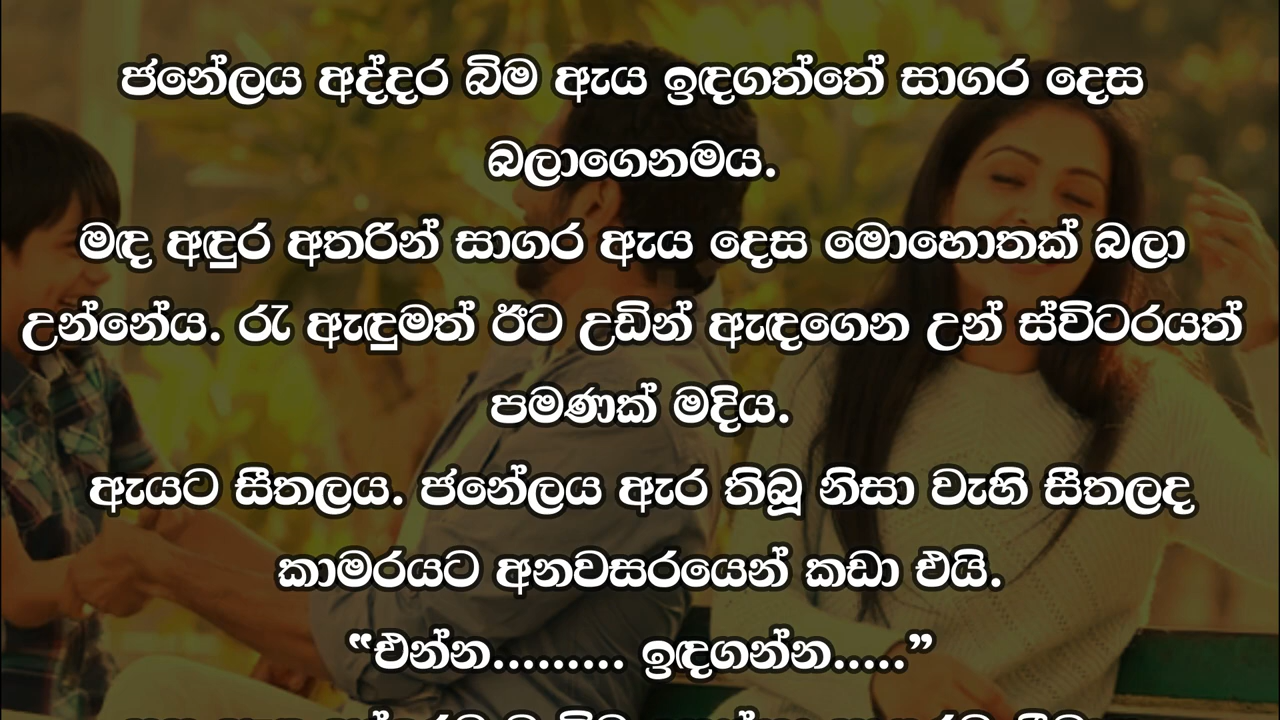 ජනේලය අද්දර බිම ඇය ඉඳගත්තේ සාගර දෙස
බලාගෙනමය.
මඳ අඳුර අතරින් සාගර ඇය දෙස මොහොතක් බලා
උන්නේය. රෑ ඇඳුමත් ඊට උඩින් ඇඳගෙන උන් ස්විටරයත්
පමණක් මදිය.
ඇයට සීතලය. ජනේලය ඇර තිබූ නිසා වැහි සීතලද
කාමරයට අනවසරයෙන් කඩා එයි.
“එන්න......... ඉඳගන්න.....”